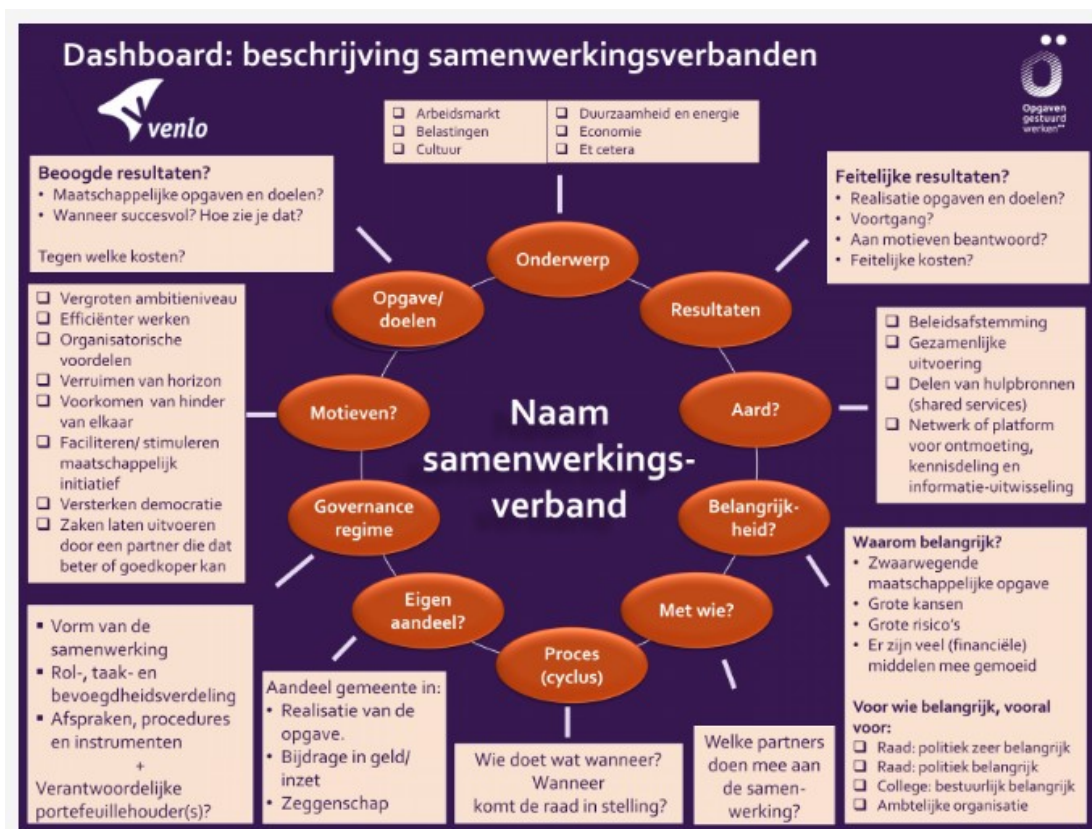 Dashboard: beschrijving samenwerkingsverbanden
venlo
Opgaven
gestuurd
werken
❑ Arbeidsmarkt
❑ Belastingen
❑ Cultuur
❑ Duurzaamheid en energie
❑ Economie
❑ Et cetera
Beoogde resultaten?
• Maatschappelijke opgaven en doelen?
• Wanneer succesvol? Hoe zie je dat?
Tegen welke kosten?
Feitelijke resultaten?
• Realisatie opgaven en doelen?
• Voortgang?
• Aan motieven beantwoord?
• Feitelijke kosten?
Onderwerp
Opgave/
doelen
Resultaten
❑ Vergroten ambitieniveau
❑ Efficiënter werken
❑ Organisatorische
voordelen
❑ Verruimen van horizon
❑ Voorkomen van hinder
van elkaar
❑ Faciliteren/ stimuleren
maatschappelijk
initiatief
❑ Versterken democratie
❑ Zaken laten uitvoeren
door een partner die dat
beter of goedkoper kan
Motieven?
Naam
samenwerkings-
verband
Aard?
❑ Beleidsafstemming
❑ Gezamenlijke
uitvoering
❑ Delen van hulpbronnen
(shared services)
❑ Netwerk of platform
voor ontmoeting,
kennisdeling en
informatie-uitwisseling
Governance
regime
Belangrijk-
heid?
Eigen
aandeel?
Met wie?
Proces
(cyclus)
Waarom belangrijk?
• Zwaarwegende
maatschappelijke opgave
• Grote kansen
• Grote risico's
• Er zijn veel (financiële)
middelen mee gemoeid
Voor wie belangrijk, vooral
voor:
❑ Raad: politiek zeer belangrijk
❑ Raad: politiek belangrijk
❑ College: bestuurlijk belangrijk
❑ Ambtelijke organisatie
▪ Vorm van de
samenwerking
▪ Rol-, taak- en
bevoegdheidsverdeling
▪ Afspraken, procedures
en instrumenten
+
Verantwoordelijke
portefeuillehouder(s)?
Aandeel gemeente in:
• Realisatie van de
opgave.
• Bijdrage in geld/
inzet
• Zeggenschap
Wie doet wat wanneer?
Wanneer
komt de raad in stelling?
Welke partners
doen mee aan
de samen-
werking?